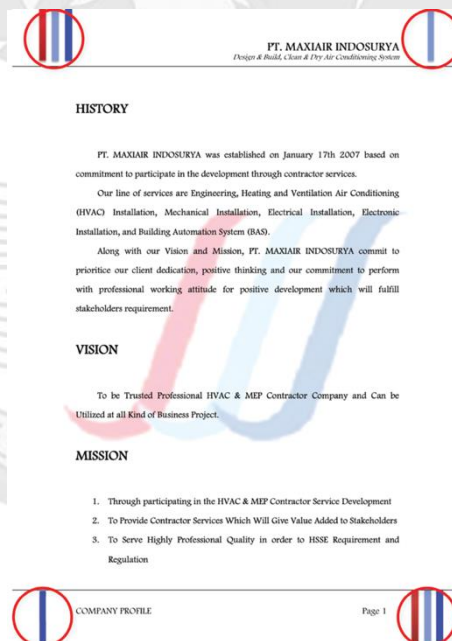 PT. MAXIAIR INDOSURYA
Design & Build, Clean & Dry Air Conditioning System
HISTORY
PT. MAXIAIR INDOSURYA was established on January 17th 2007 based on
commitment to participate in the development through contractor services.
Our line of services are Engineering, Heating and Ventilation Air Conditioning
(HVAC) Installation, Mechanical Installation, Electrical Installation, Electronic
Installation, and Building Automation System (BAS).
Along with our Vision and Mission, PT. MAXIAIR INDOSURYA commit to
prioritice our client dedication, positive thinking and our commitment to perform
with professional working attitude for positive development which will fulfill
stakeholders requirement.
VISION
To be Trusted Professional HVAC & MEP Contractor Company and Can be
Utilized at all Kind of Business Project.
MISSION
1. Through participating in the HVAC & MEP Contractor Service Development
2. To Provide Contractor Services Which Will Give Value Added to Stakeholders
3. To Serve Highly Professional Quality in order to HSSE Requirement and
Regulation
COMPANY PROFILE
Page 1